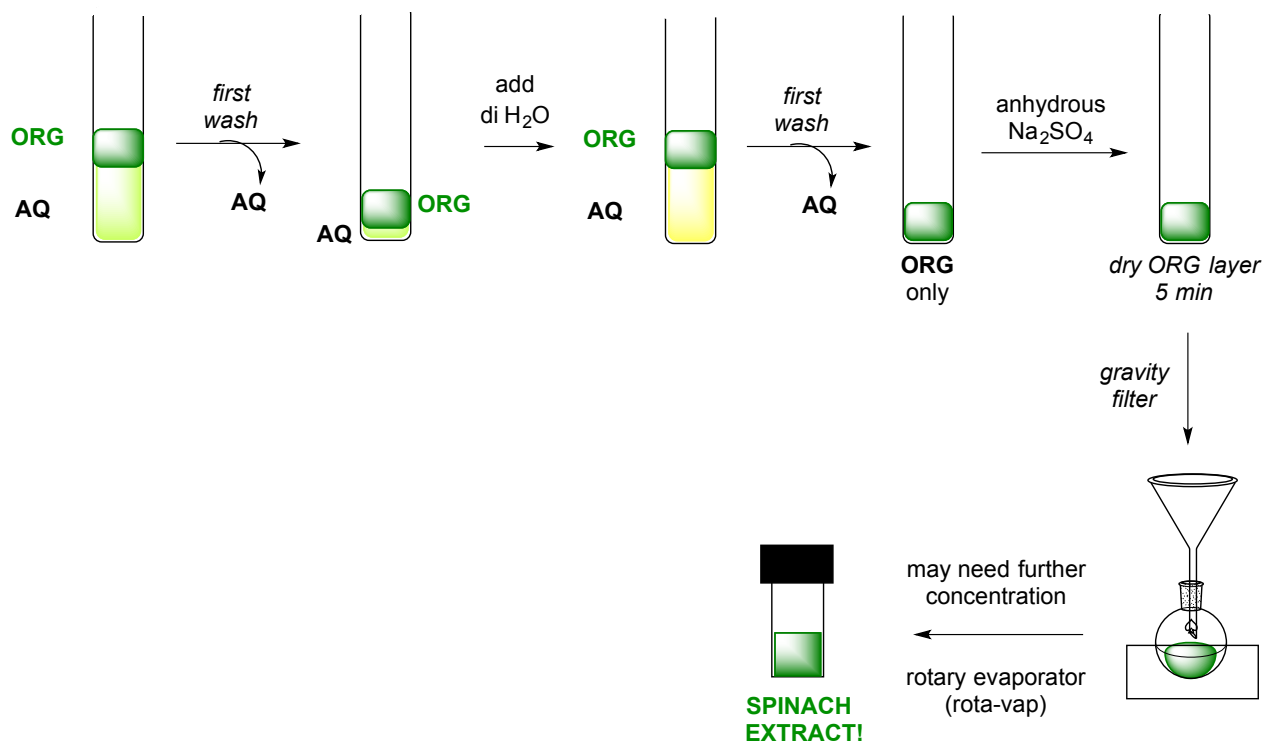 ORG
AQ
first
wash
AQ
ORG
AQ
add
di H₂O
ORG
AQ
first
wash
AQ
ORG
only
anhydrous
Na₂SO₄
dry ORG layer
5 min
gravity
filter
may need further
concentration
rotary evaporator
(rota-vap)
SPINACH
EXTRACT!